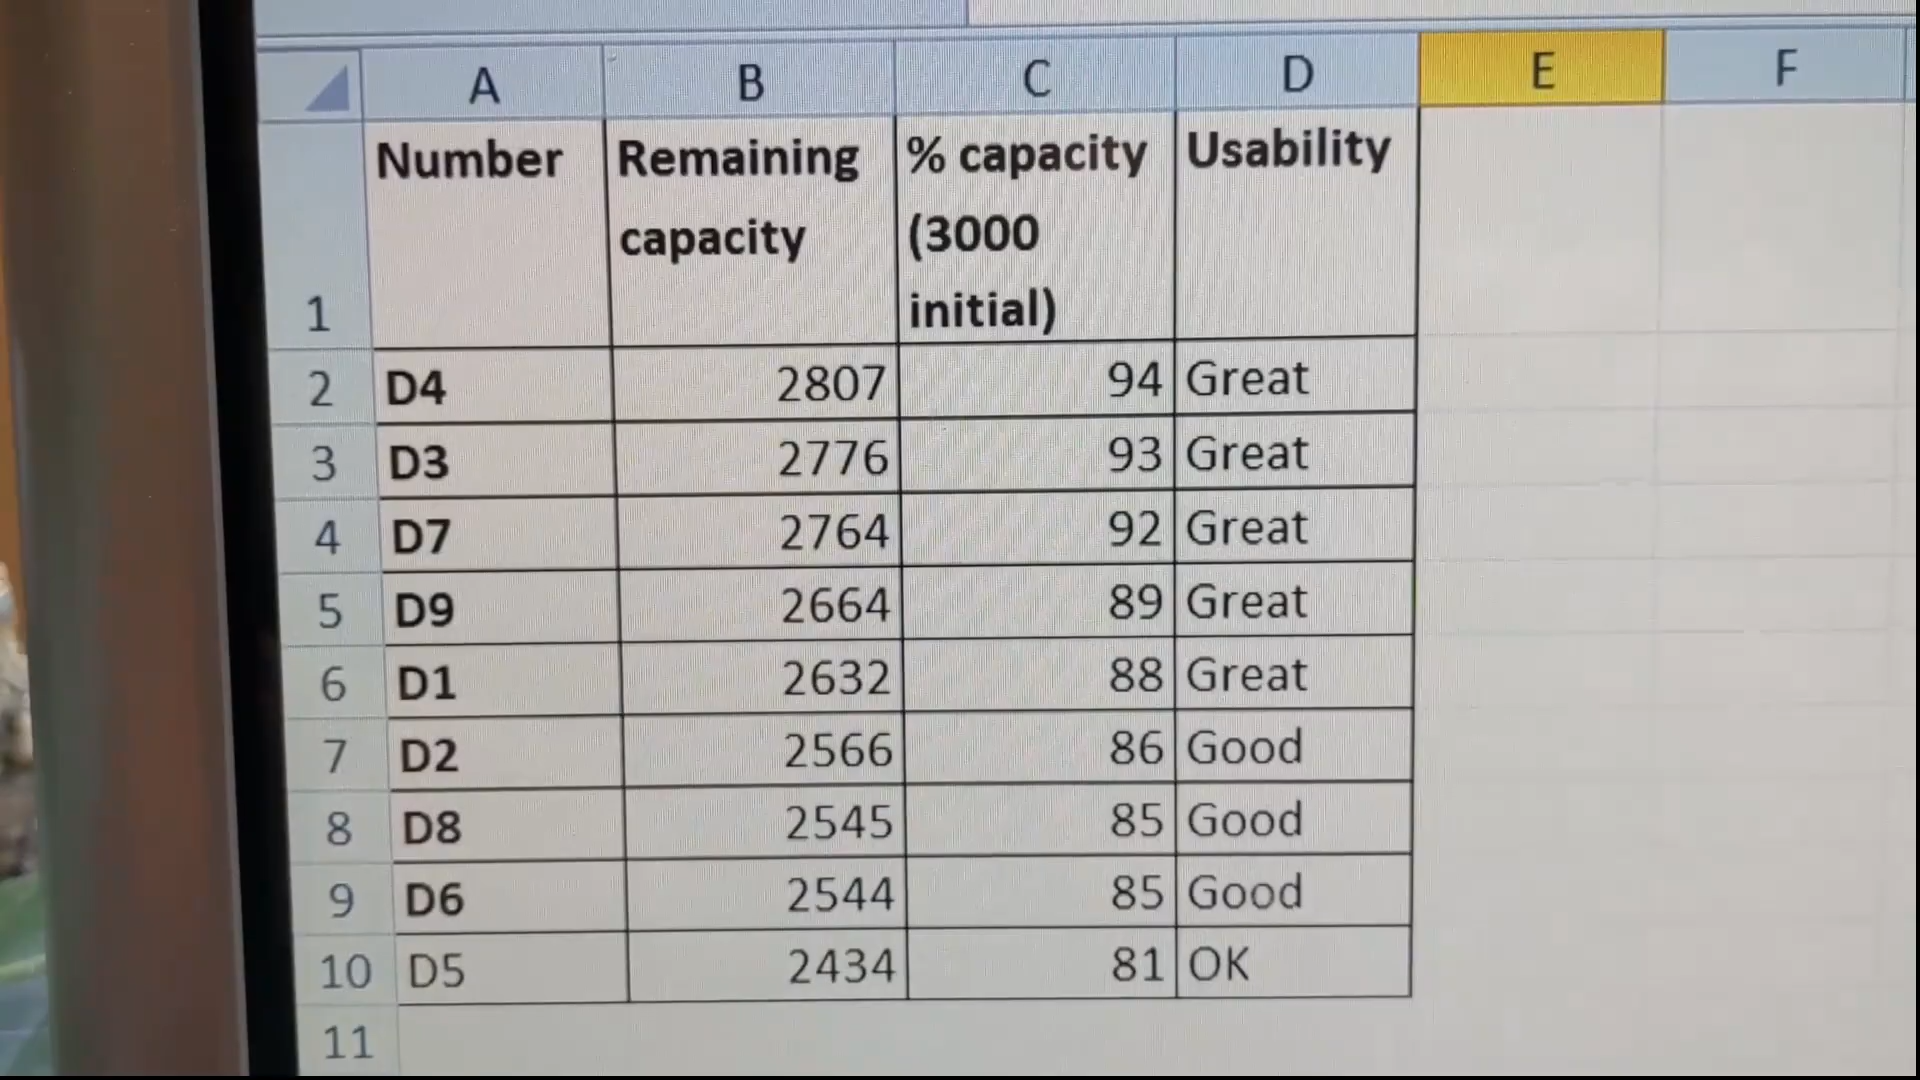 A B C D E F
1 Number Remaining capacity % capacity (3000 initial) Usability
2 D4 2807 94 Great
3 D3 2776 93 Great
4 D7 2764 92 Great
5 D9 2664 89 Great
6 D1 2632 88 Great
7 D2 2566 86 Good
8 D8 2545 85 Good
9 D6 2544 85 Good
10 D5 2434 81 OK
11